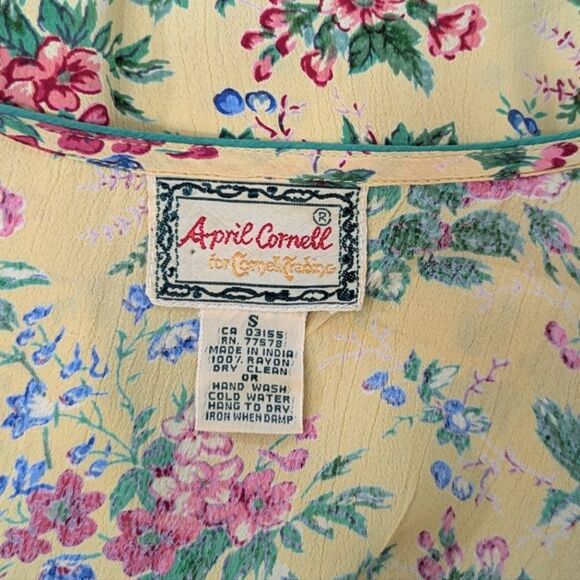 ®
April Cornell
for Cornell Trading
S
CA 03155
RN. 77578
MADE IN INDIA
100% RAYON
DRY CLEAN
OR
HAND WASH
COLD WATER
HANG TO DRY.
IRON WHEN DAMP